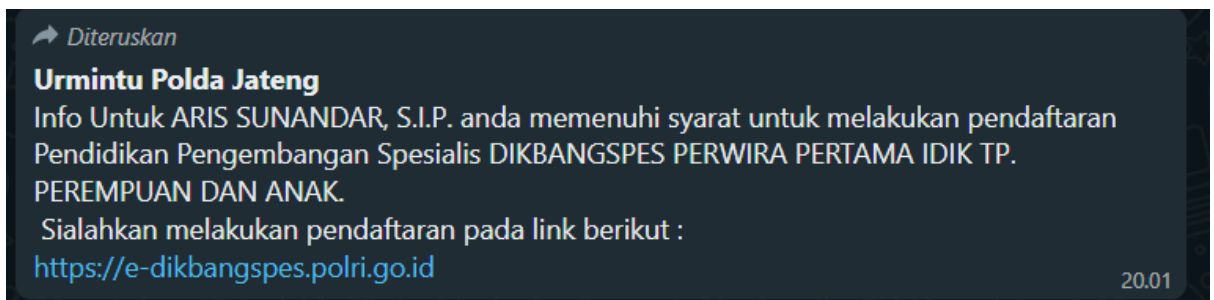 Diteruskan
Urmintu Polda Jateng
Info Untuk ARIS SUNANDAR, S.I.P. anda memenuhi syarat untuk melakukan pendaftaran
Pendidikan Pengembangan Spesialis DIKBANGSPES PERWIRA PERTAMA IDIK TP.
PEREMPUAN DAN ANAK.
Sialahkan melakukan pendaftaran pada link berikut :
https://e-dikbangspes.polri.go.id
20.01